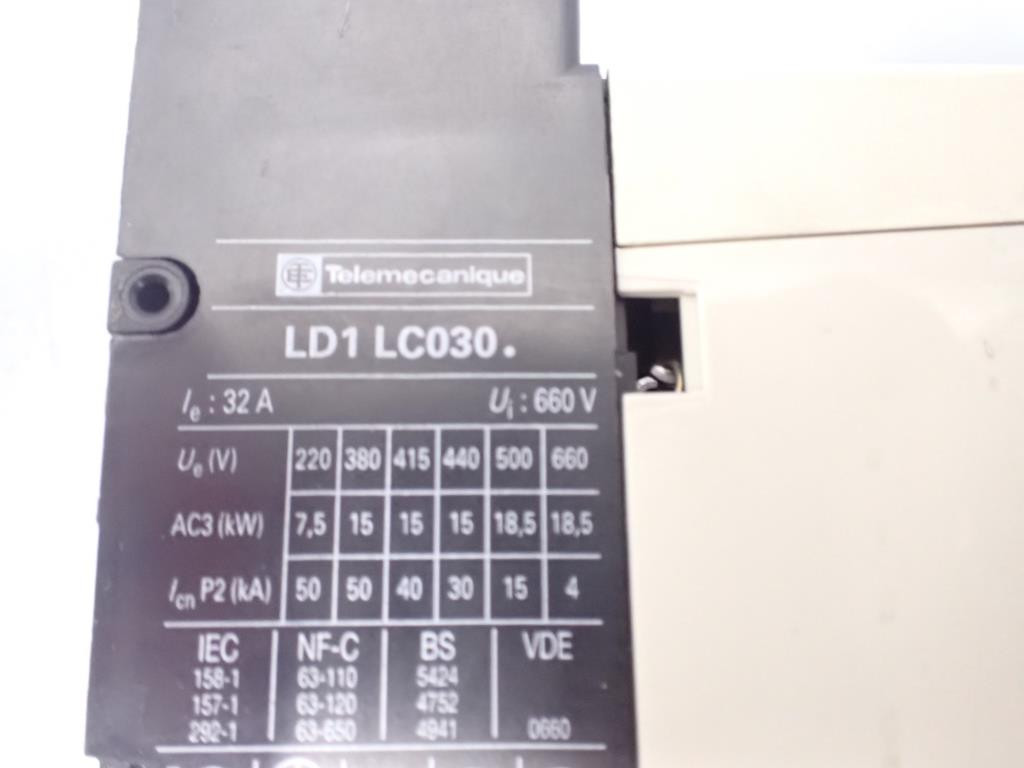 Telemecanique
LD1 LC030.
Ie : 32 A Ui : 660 V
Ue (V) 220 380 415 440 500 660
AC3 (kW) 7,5 15 15 15 18,5 18,5
Icn P2 (kA) 50 50 40 30 15 4
IEC NF-C BS VDE
158-1 63-110 5424
157-1 63-120 4752
292-1 63-650 4941 0660